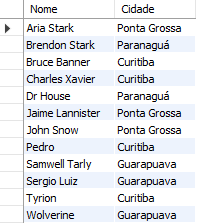 Nome Cidade
Aria Stark Ponta Grossa
Brendon Stark Paranaguá
Bruce Banner Curitiba
Charles Xavier Curitiba
Dr House Paranaguá
Jaime Lannister Ponta Grossa
John Snow Ponta Grossa
Pedro Curitiba
Samwell Tarly Guarapuava
Sergio Luiz Guarapuava
Tyrion Curitiba
Wolverine Guarapuava